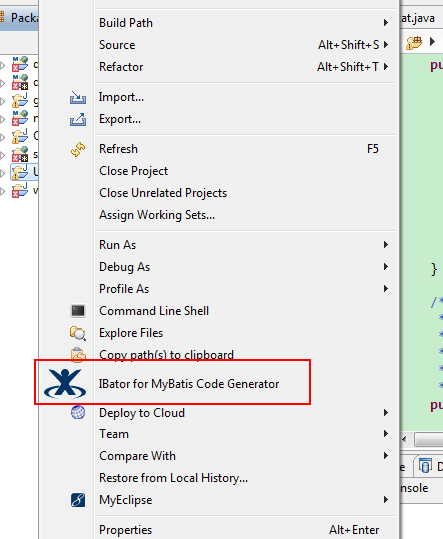 Packa
at.java
Build Path
Source Alt+Shift+S
Refactor Alt+Shift+T
Import...
Export...
Refresh F5
Close Project
Close Unrelated Projects
Assign Working Sets...
Run As
Debug As
Profile As
Command Line Shell
Explore Files
Copy path(s) to clipboard
IBator for MyBatis Code Generator
Deploy to Cloud
Team
Compare With
Restore from Local History...
MyEclipse
Properties Alt+Enter
pu
}
/*
*
*
*
*
*
pu
e
D
nsole